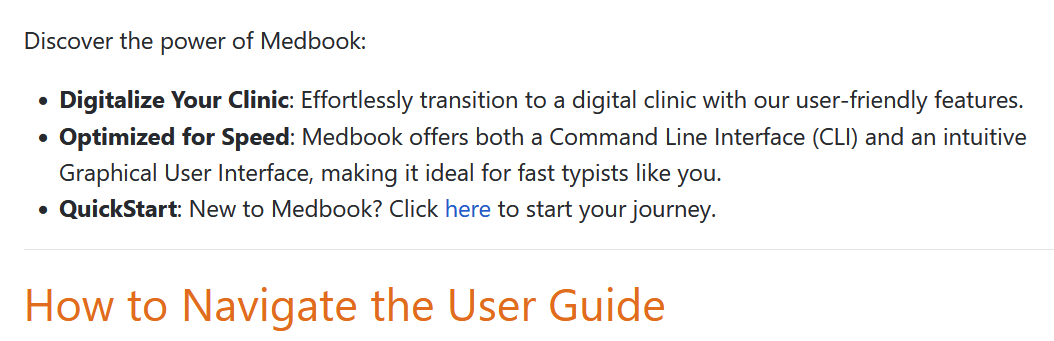 Discover the power of Medbook:
• Digitalize Your Clinic: Effortlessly transition to a digital clinic with our user-friendly features.
• Optimized for Speed: Medbook offers both a Command Line Interface (CLI) and an intuitive
Graphical User Interface, making it ideal for fast typists like you.
• QuickStart: New to Medbook? Click here to start your journey.
How to Navigate the User Guide